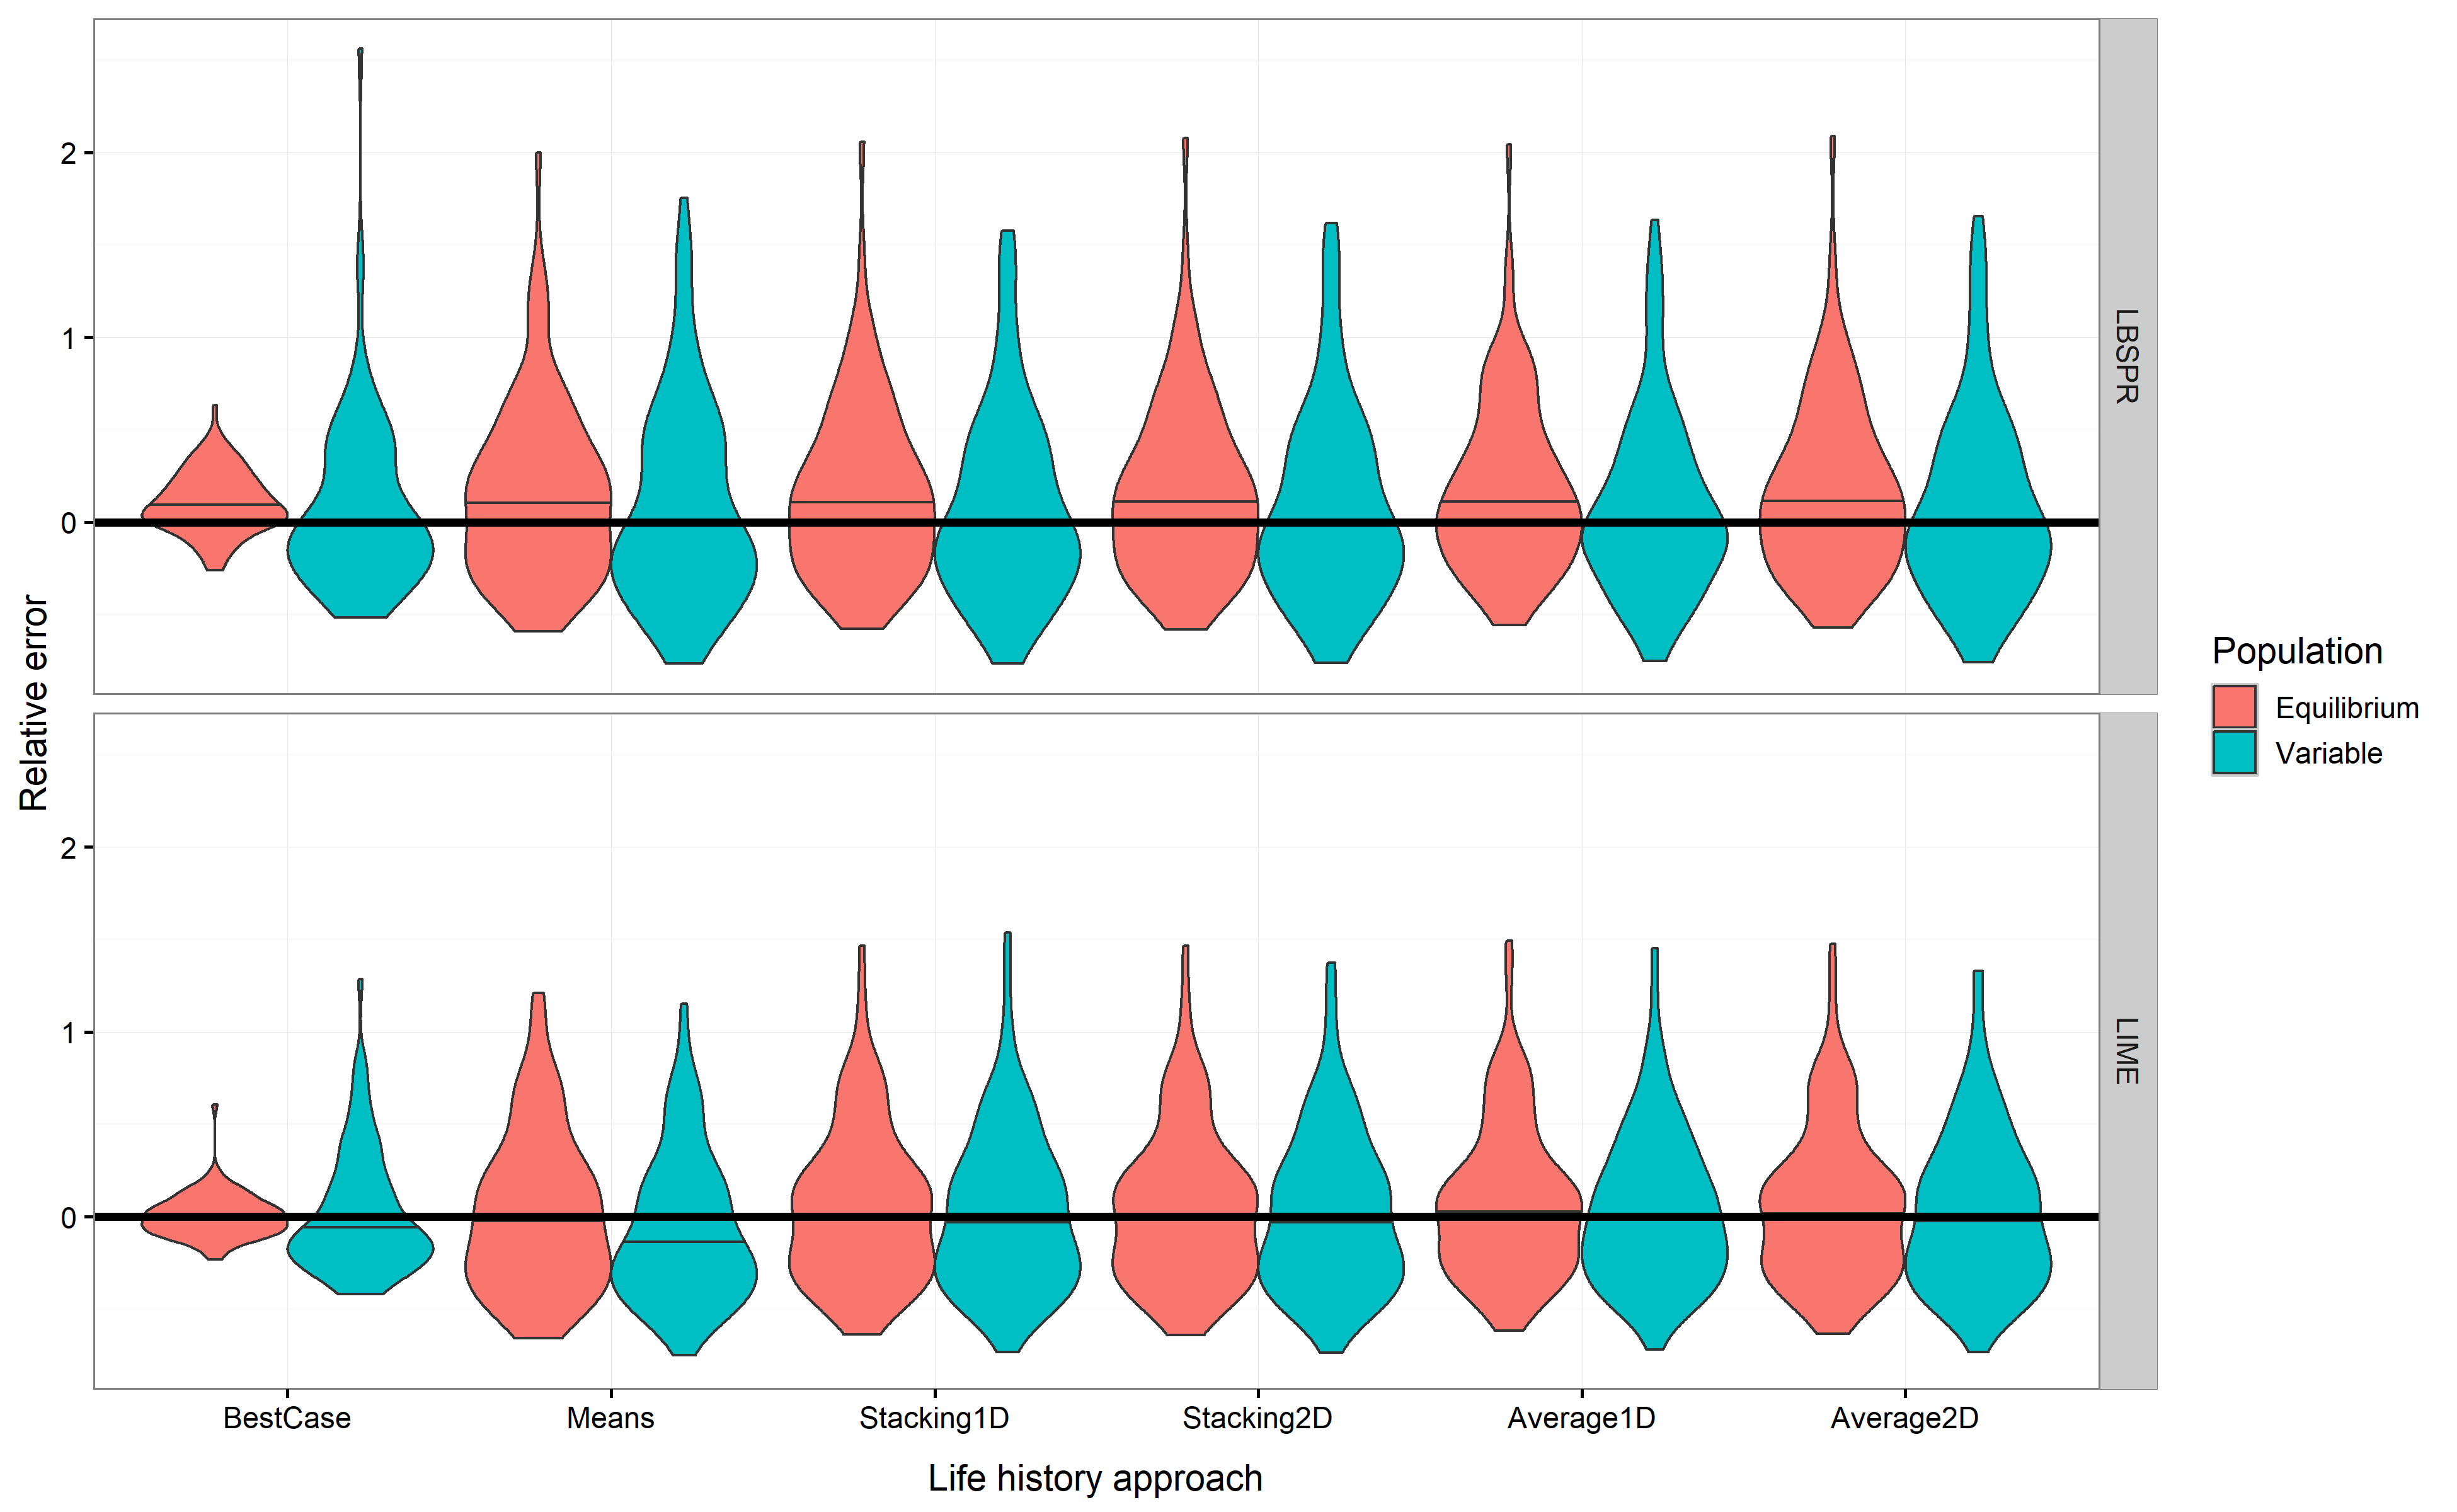 Relative error
2
1
0
LBSPR
2
1
0
LIME
BestCase Means Stacking1D Stacking2D Average1D Average2D
Life history approach
Population
Equilibrium
Variable